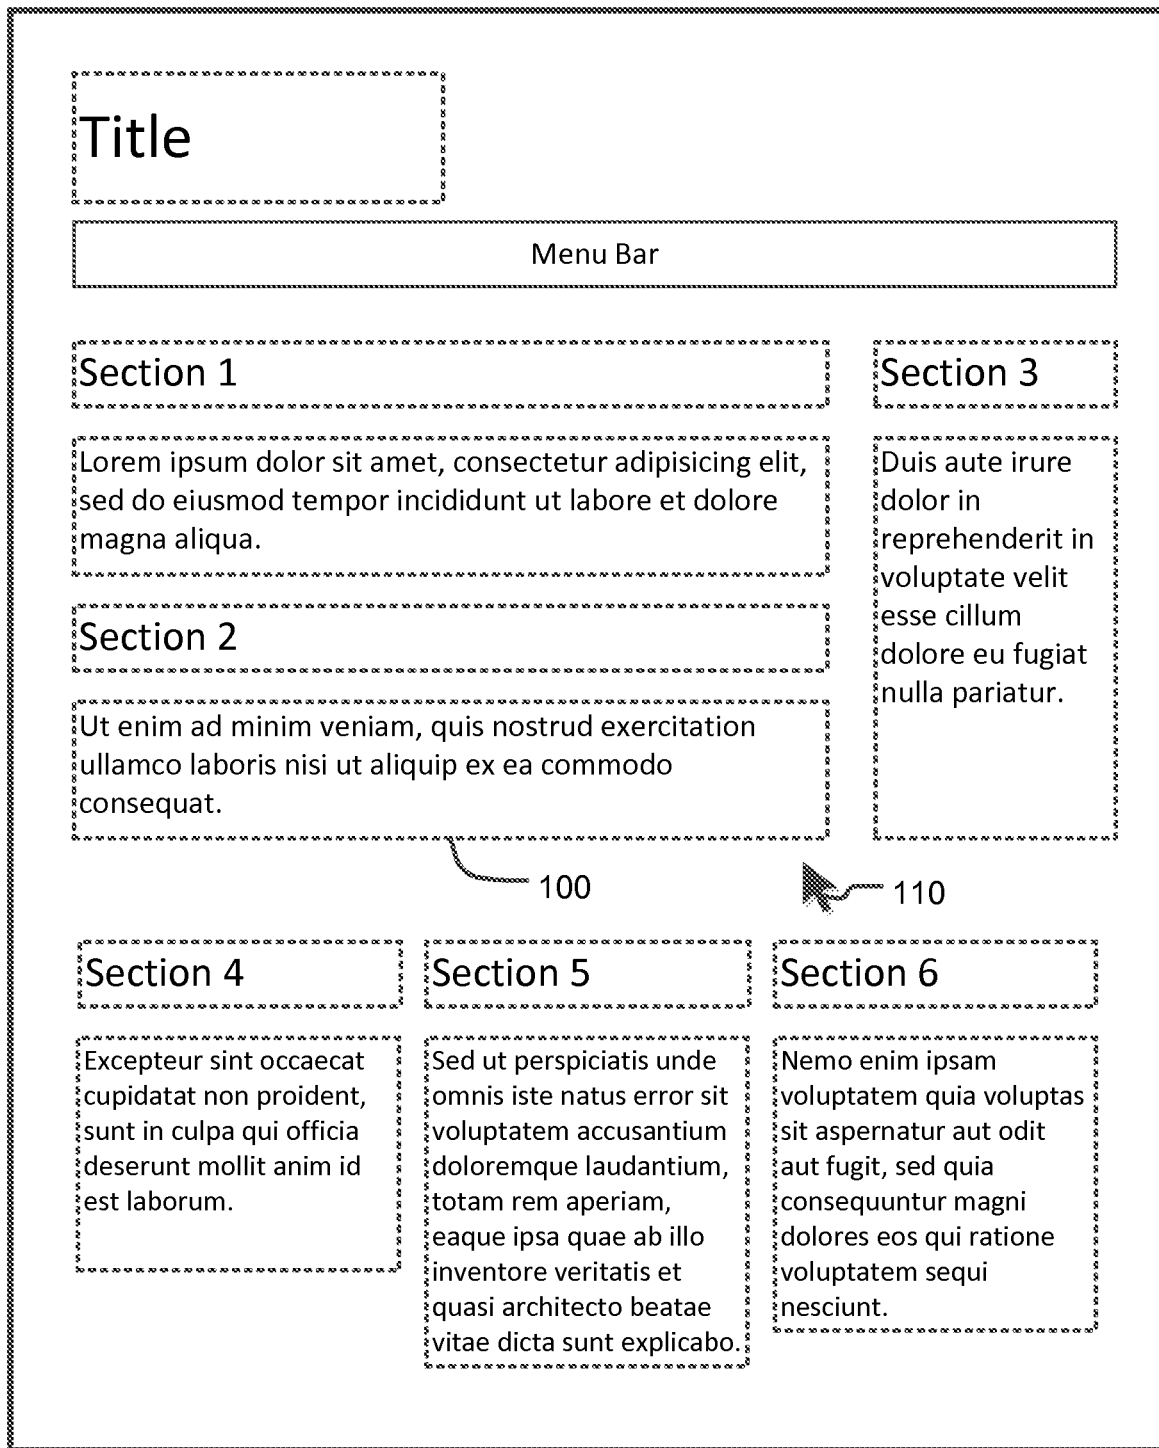 Title
Menu Bar
Section 1
Lorem ipsum dolor sit amet, consectetur adipisicing elit,
sed do eiusmod tempor incididunt ut labore et dolore
magna aliqua.
Section 2
Ut enim ad minim veniam, quis nostrud exercitation
ullamco laboris nisi ut aliquip ex ea commodo
consequat.
Section 3
Duis aute irure
dolor in
reprehenderit in
voluptate velit
esse cillum
dolore eu fugiat
nulla pariatur.
100
110
Section 4
Excepteur sint occaecat
cupidatat non proident,
sunt in culpa qui officia
deserunt mollit anim id
est laborum.
Section 5
Sed ut perspiciatis unde
omnis iste natus error sit
voluptatem accusantium
doloremque laudantium,
totam rem aperiam,
eaque ipsa quae ab illo
inventore veritatis et
quasi architecto beatae
vitae dicta sunt explicabo.
Section 6
Nemo enim ipsam
voluptatem quia voluptas
sit aspernatur aut odit
aut fugit, sed quia
consequuntur magni
dolores eos qui ratione
voluptatem sequi
nesciunt.